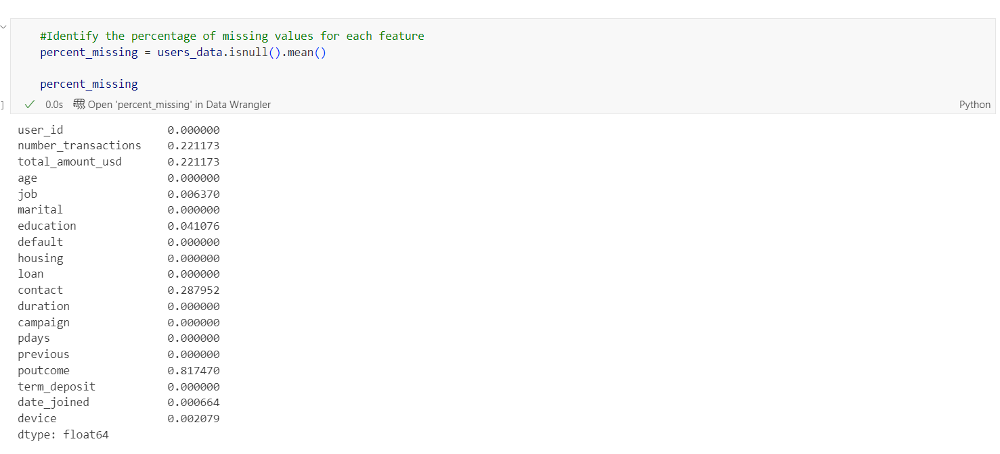 #Identify the percentage of missing values for each feature
percent_missing = users_data.isnull().mean()
percent_missing
] 0.0s Open 'percent_missing' in Data Wrangler Python
user_id 0.000000
number_transactions 0.221173
total_amount_usd 0.221173
age 0.000000
job 0.006370
marital 0.000000
education 0.041076
default 0.000000
housing 0.000000
loan 0.000000
contact 0.287952
duration 0.000000
campaign 0.000000
pdays 0.000000
previous 0.000000
poutcome 0.817470
term_deposit 0.000000
date_joined 0.000664
device 0.002079
dtype: float64